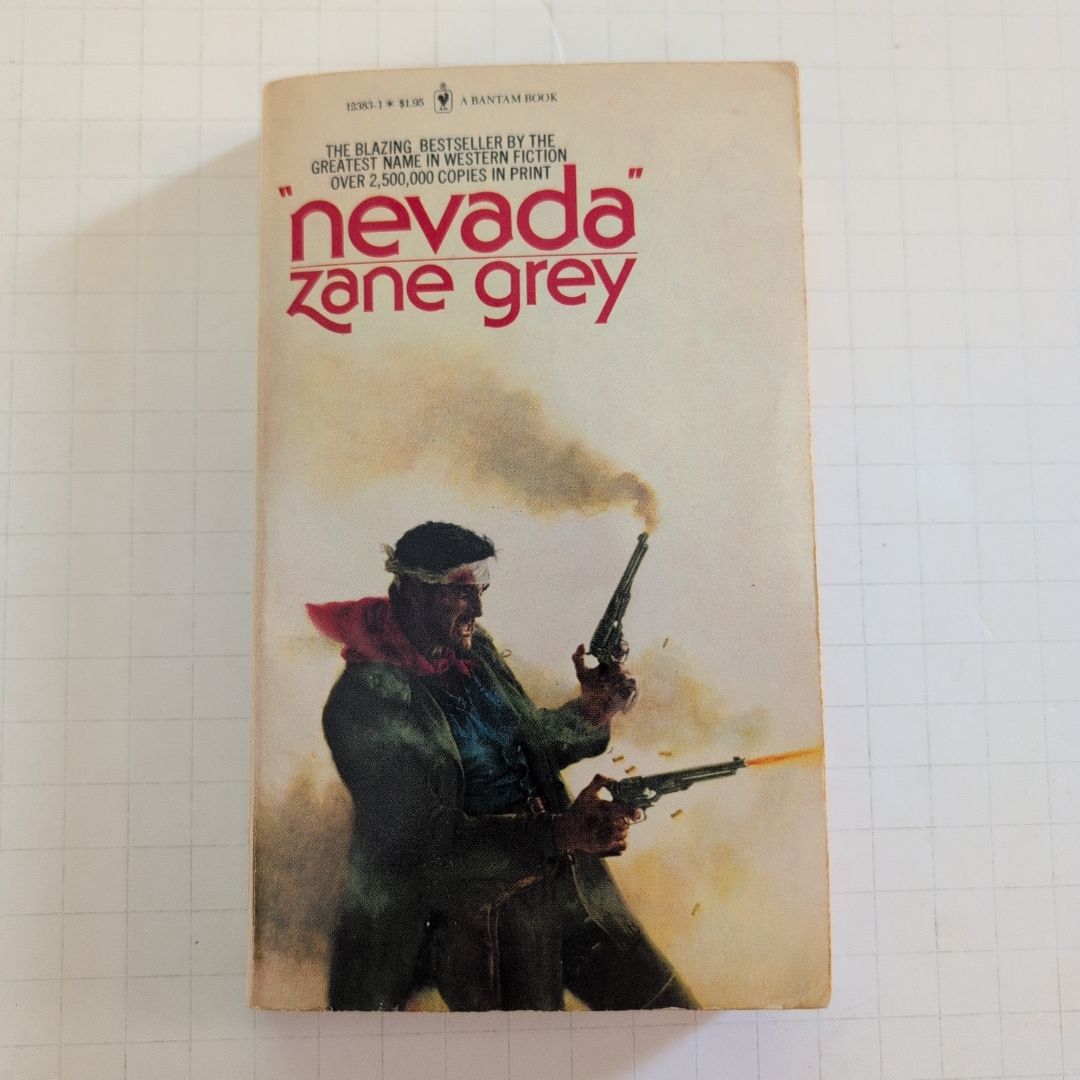 12383-1 * $1.95 A BANTAM BOOK
THE BLAZING BESTSELLER BY THE
GREATEST NAME IN WESTERN FICTION
OVER 2,500,000 COPIES IN PRINT
"nevada"
zane grey